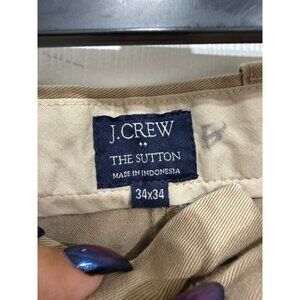 J.CREW
THE SUTTON
MADE IN INDONESIA
34x34